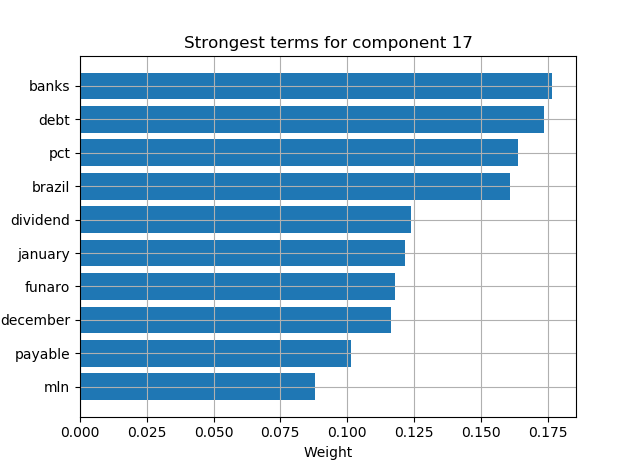 Strongest terms for component 17
banks
debt
pct
brazil
dividend
january
funaro
december
payable
mln
0.000 0.025 0.050 0.075 0.100 0.125 0.150 0.175
Weight